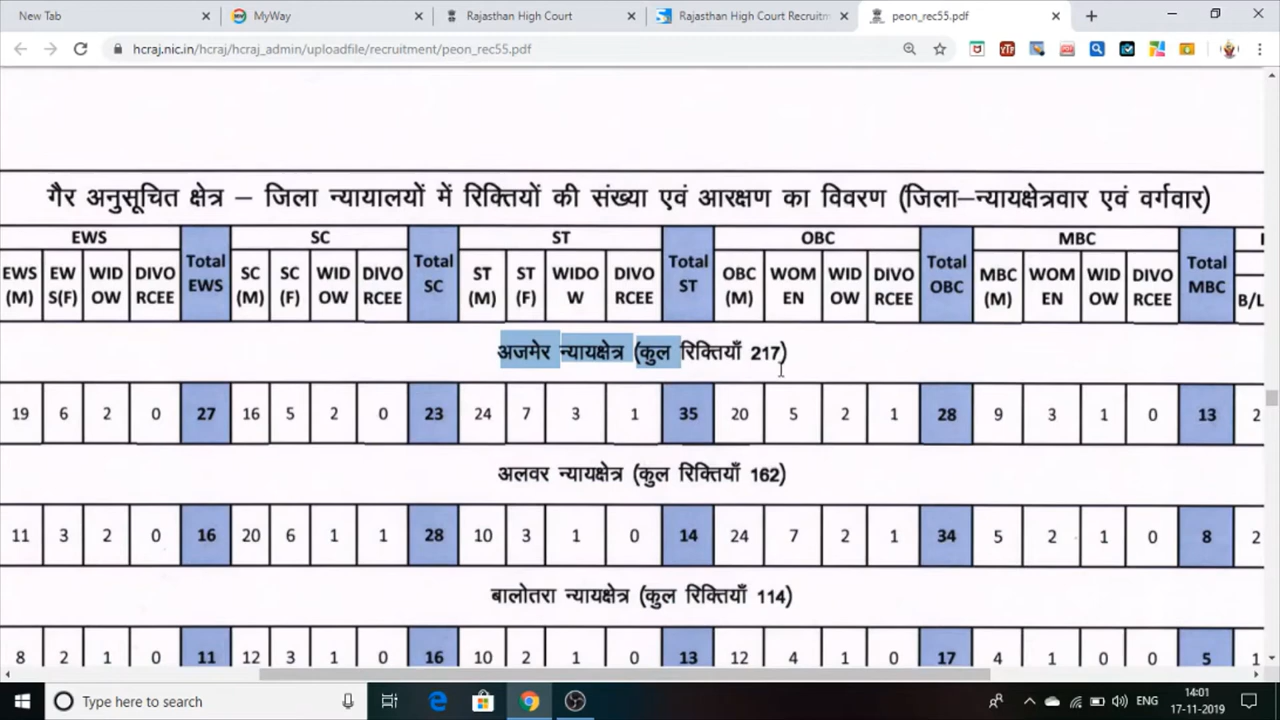 New Tab
MyWay
Rajasthan High Court
Rajasthan High Court Recruitm
peon_rec55.pdf
hcraj.nic.in/hcraj/hcraj_admin/uploadfile/recruitment/peon_rec55.pdf
गैर अनुसूचित क्षेत्र – जिला न्यायालयों में रिक्तियों की संख्या एवं आरक्षण का विवरण (जिला–न्यायक्षेत्रवार एवं वर्गवार)
EWS Total EWS SC Total SC ST Total ST OBC Total OBC MBC Total MBC
EWS (M) EW S(F) WID OW DIVO RCEE SC (M) SC (F) WID OW DIVO RCEE ST (M) ST (F) WIDO W DIVO RCEE OBC (M) WOM EN WID OW DIVO RCEE MBC (M) WOM EN WID OW DIVO RCEE B/L
अजमेर न्यायक्षेत्र (कुल रिक्तियाँ 217)
19 6 2 0 27 16 5 2 0 23 24 7 3 1 35 20 5 2 1 28 9 3 1 0 13 2
अलवर न्यायक्षेत्र (कुल रिक्तियाँ 162)
11 3 2 0 16 20 6 1 1 28 10 3 1 0 14 24 7 2 1 34 5 2 1 0 8 2
बालोतरा न्यायक्षेत्र (कुल रिक्तियाँ 114)
8 2 1 0 11 12 3 1 0 16 10 2 1 0 13 12 4 1 0 17 4 1 0 0 5 1
Type here to search
ENG
14:01
17-11-2019